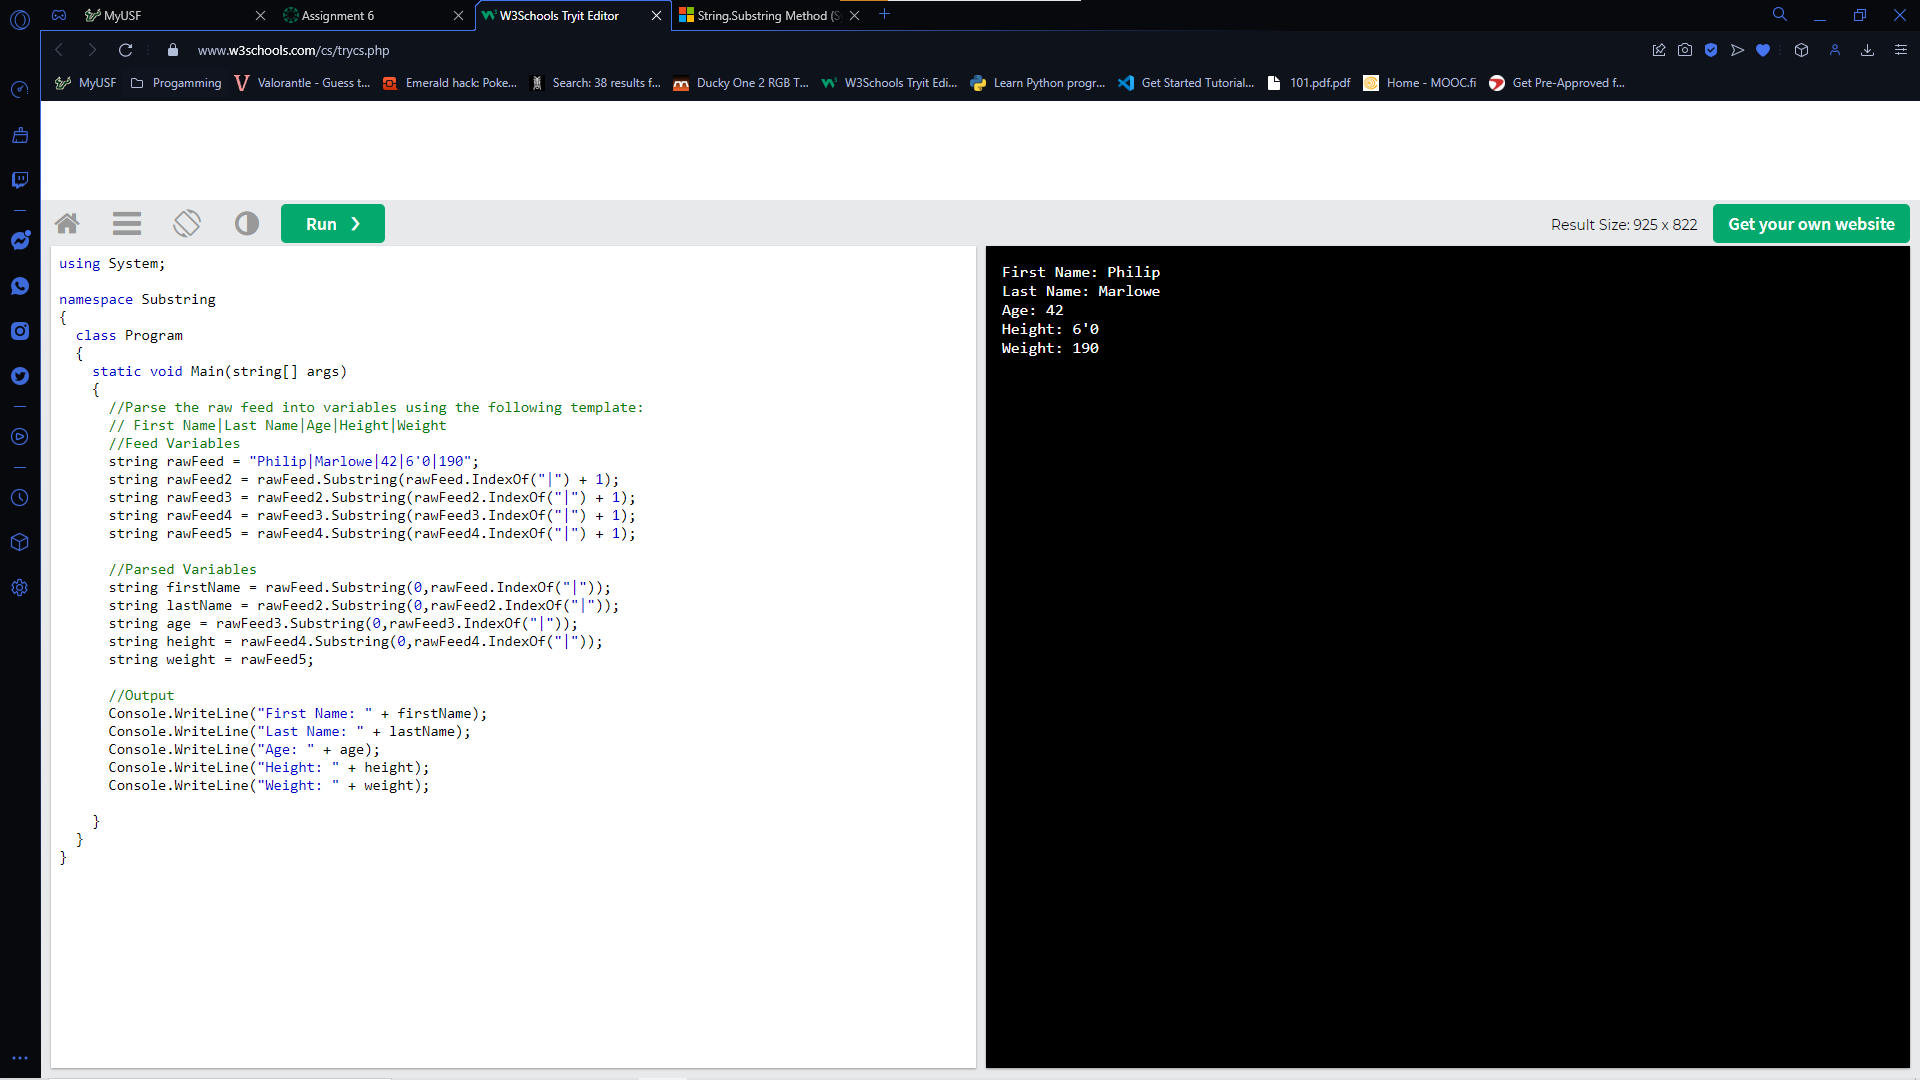 MyUSF
Assignment 6
W3Schools Tryit Editor
String.Substring Method (S
www.w3schools.com/cs/trycs.php
MyUSF
Progamming
Valorantle - Guess t...
Emerald hack: Poke...
Search: 38 results f...
Ducky One 2 RGB T...
W3Schools Tryit Edi...
Learn Python progr...
Get Started Tutorial...
101.pdf.pdf
Home - MOOC.fi
Get Pre-Approved f...
Run ❯
Result Size: 925 x 822
Get your own website
using System;
namespace Substring
{
class Program
{
static void Main(string[] args)
{
//Parse the raw feed into variables using the following template:
// First Name|Last Name|Age|Height|Weight
//Feed Variables
string rawFeed = "Philip|Marlowe|42|6'0|190";
string rawFeed2 = rawFeed.Substring(rawFeed.IndexOf("|") + 1);
string rawFeed3 = rawFeed2.Substring(rawFeed2.IndexOf("|") + 1);
string rawFeed4 = rawFeed3.Substring(rawFeed3.IndexOf("|") + 1);
string rawFeed5 = rawFeed4.Substring(rawFeed4.IndexOf("|") + 1);
//Parsed Variables
string firstName = rawFeed.Substring(0,rawFeed.IndexOf("|"));
string lastName = rawFeed2.Substring(0,rawFeed2.IndexOf("|"));
string age = rawFeed3.Substring(0,rawFeed3.IndexOf("|"));
string height = rawFeed4.Substring(0,rawFeed4.IndexOf("|"));
string weight = rawFeed5;
//Output
Console.WriteLine("First Name: " + firstName);
Console.WriteLine("Last Name: " + lastName);
Console.WriteLine("Age: " + age);
Console.WriteLine("Height: " + height);
Console.WriteLine("Weight: " + weight);
}
}
}
First Name: Philip
Last Name: Marlowe
Age: 42
Height: 6'0
Weight: 190